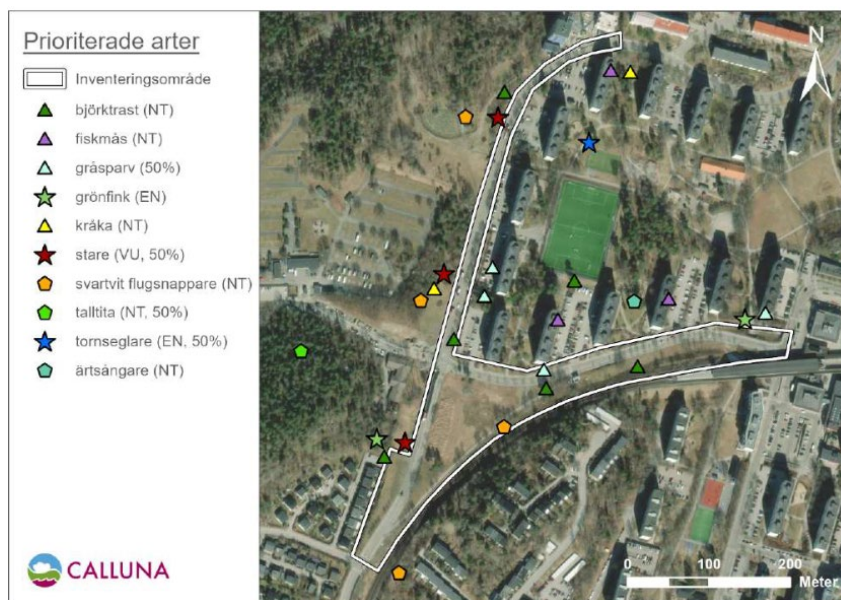 Prioriterade arter
Inventeringsområde
björktrast (NT)
fiskmås (NT)
gråsparv (50%)
grönfink (EN)
kråka (NT)
stare (VU, 50%)
svartvit flugsnappare (NT)
talltita (NT, 50%)
tornseglare (EN, 50%)
ärtsångare (NT)
CALLUNA
N
0 100 200
Meter